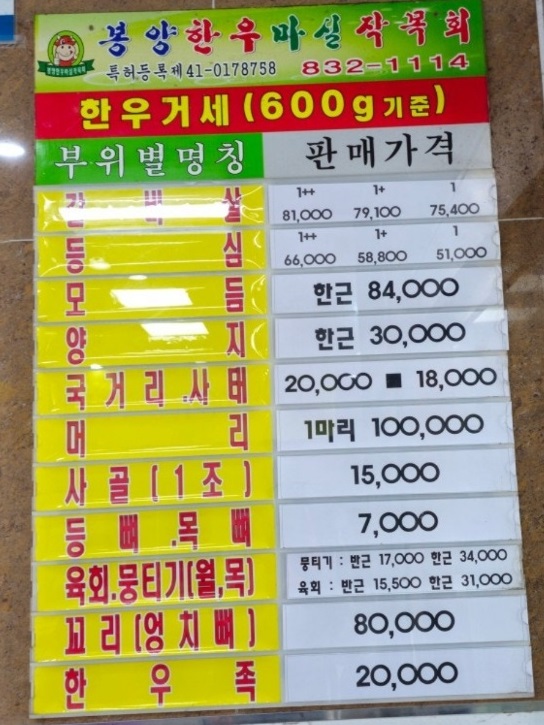 봉양한우마실작목회
특허등록제41-0178758 832-1114
한우거세(600g기준)
부위별명칭 판매가격
갈비살 1++ 1+ 1
81,000 79,100 75,400
등심 1++ 1+ 1
66,000 58,800 51,000
모듬 한근 84,000
양지 한근 30,000
국거리.사태 20,000 ■ 18,000
머리 1마리 100,000
사골(1조) 15,000
등뼈.목뼈 7,000
육회.뭉티기(월,목) 뭉티기 : 반근 17,000 한근 34,000
육회 : 반근 15,500 한근 31,000
꼬리(엉치뼈) 80,000
한우족 20,000